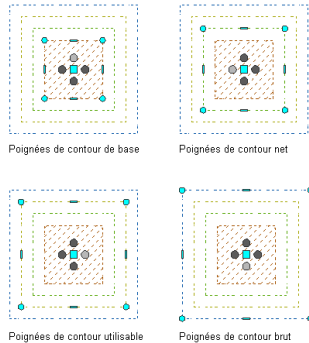 Poignées de contour de base
Poignées de contour net
Poignées de contour utilisable
Poignées de contour brut